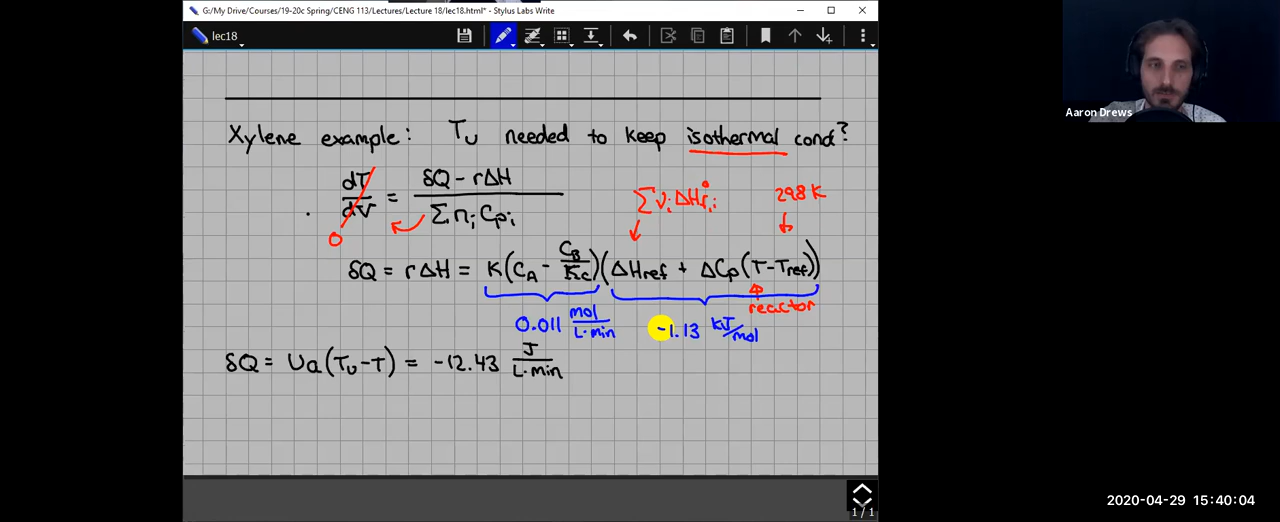 G:/My Drive/Courses/19-20c Spring/CENG 113/Lectures/Lecture 18/lec18.html* - Stylus Labs Write
lec18
Aaron Drews
Xylene example: Tu needed to keep isothermal cond?
dT/dV = (δQ - rΔH)/(Σ ni Cpi)
0
Σ νi ΔH°f,i
298 K
δQ = rΔH = K(CA - CB/Kc)(ΔHref + ΔCp(T-Tref))
reactor
0.011 mol/L·min
-1.13 kJ/mol
δQ = Ua(Tu-T) = -12.43 J/L·min
1/1
2020-04-29 15:40:04